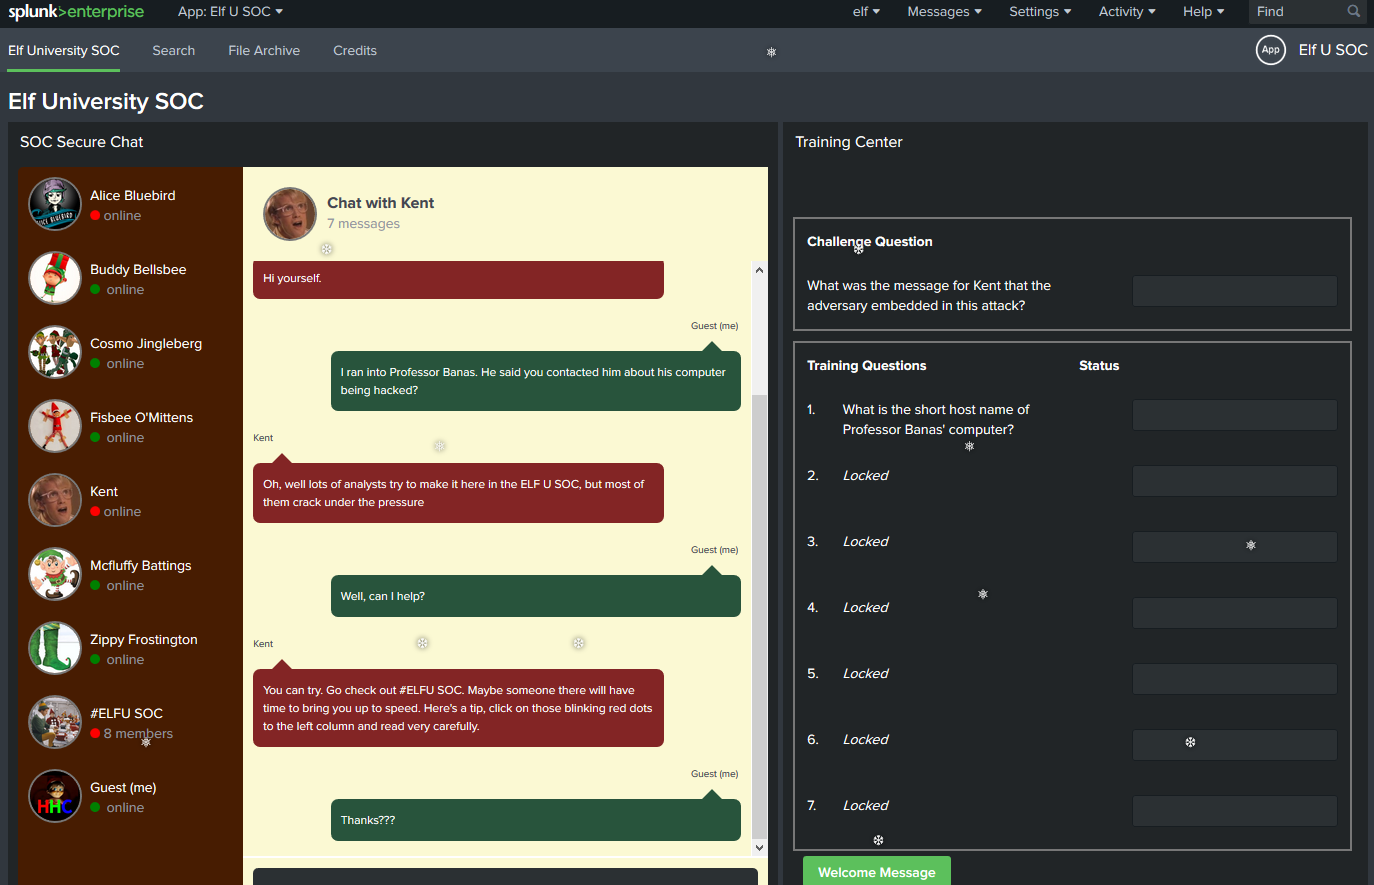 splunk>enterprise
App: Elf U SOC
elf
Messages
Settings
Activity
Help
Find
Elf University SOC
Search
File Archive
Credits
App
Elf U SOC
Elf University SOC
SOC Secure Chat
Alice Bluebird
online
Buddy Bellsbee
online
Cosmo Jingleberg
online
Fisbee O'Mittens
online
Kent
online
Mcfluffy Battings
online
Zippy Frostington
online
#ELFU SOC
8 members
HHC
Guest (me)
online
Chat with Kent
7 messages
Hi yourself.
Guest (me)
I ran into Professor Banas. He said you contacted him about his computer
being hacked?
Kent
Oh, well lots of analysts try to make it here in the ELF U SOC, but most of
them crack under the pressure
Guest (me)
Well, can I help?
Kent
You can try. Go check out #ELFU SOC. Maybe someone there will have
time to bring you up to speed. Here's a tip, click on those blinking red dots
to the left column and read very carefully.
Guest (me)
Thanks???
Training Center
Challenge Question
What was the message for Kent that the
adversary embedded in this attack?
Training Questions
Status
1.
What is the short host name of
Professor Banas' computer?
2.
Locked
3.
Locked
4.
Locked
5.
Locked
6.
Locked
7.
Locked
Welcome Message